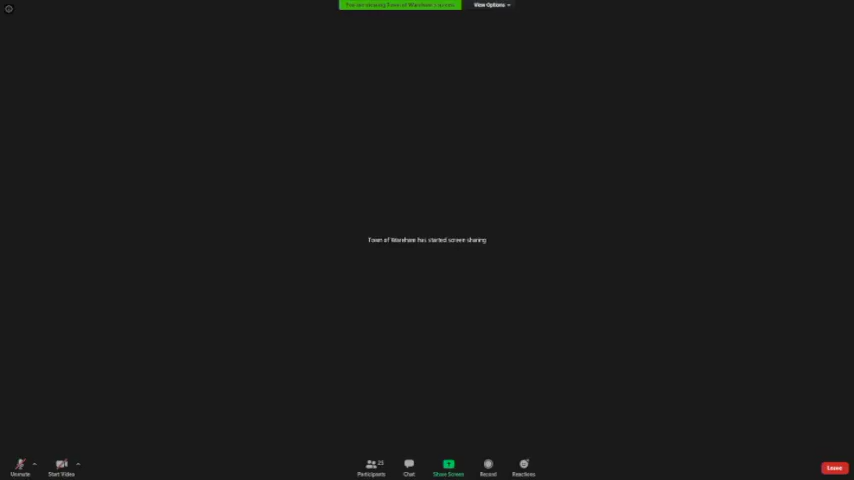 You are viewing Town of Wareham's screen
View Options
Town of Wareham has started screen sharing
Unmute
Start Video
Participants
25
Chat
Share Screen
Record
Reactions
Leave